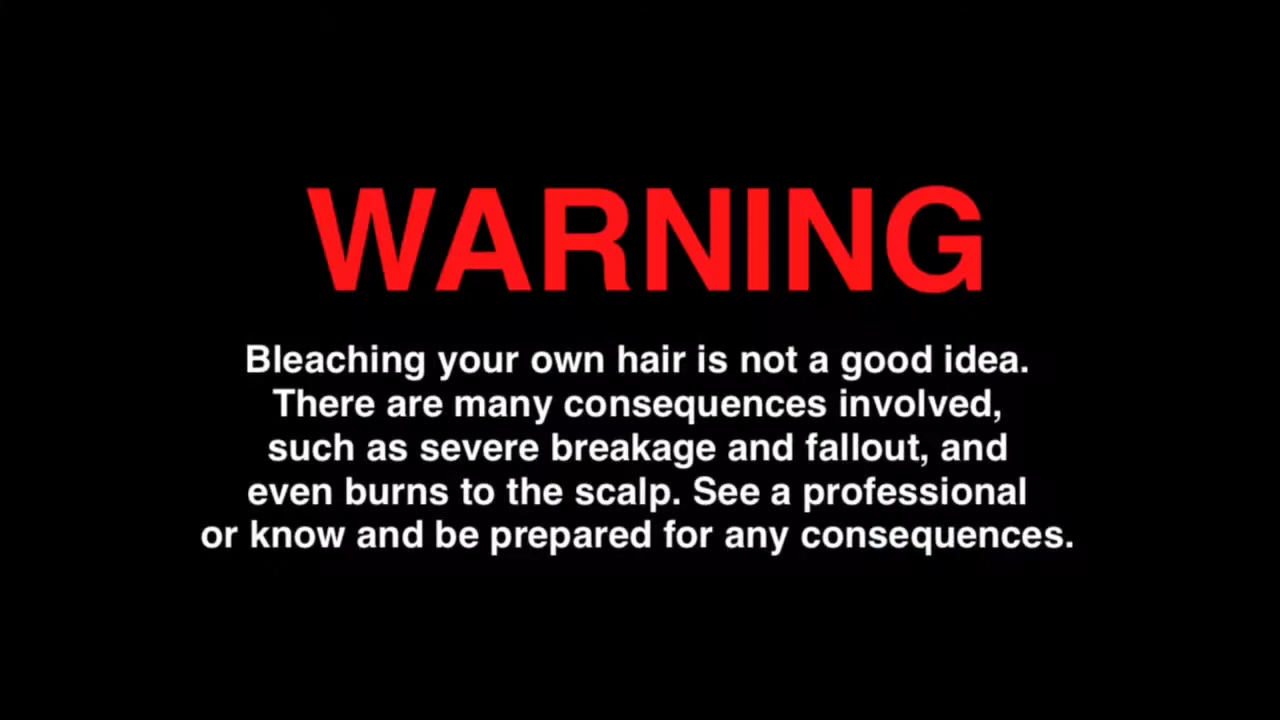 WARNING
Bleaching your own hair is not a good idea.
There are many consequences involved,
such as severe breakage and fallout, and
even burns to the scalp. See a professional
or know and be prepared for any consequences.